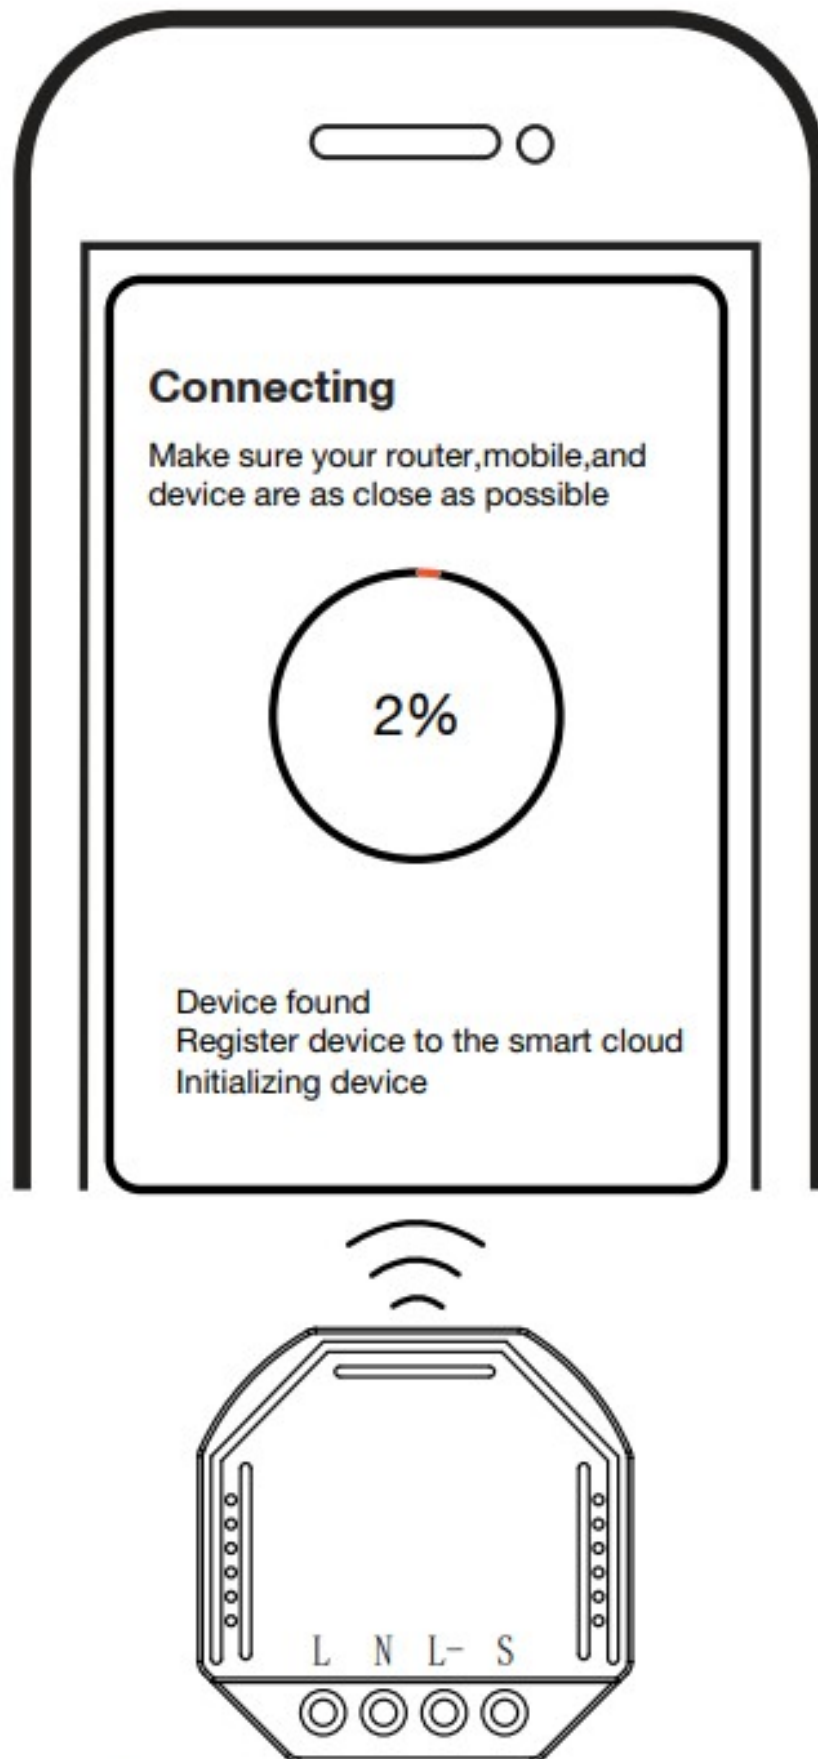 Connecting
Make sure your router,mobile,and
device are as close as possible
2%
Device found
Register device to the smart cloud
Initializing device
L N L- S